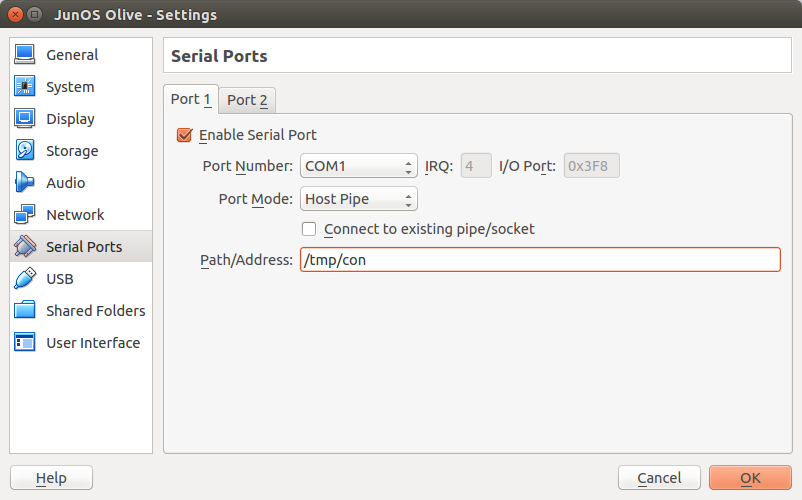 JunOS Olive - Settings
General
System
Display
Storage
Audio
Network
Serial Ports
USB
Shared Folders
User Interface
Serial Ports
Port 1
Port 2
Enable Serial Port
Port Number: COM1 IRQ: 4 I/O Port: 0x3F8
Port Mode: Host Pipe
Connect to existing pipe/socket
Path/Address: /tmp/con
Help
Cancel
OK